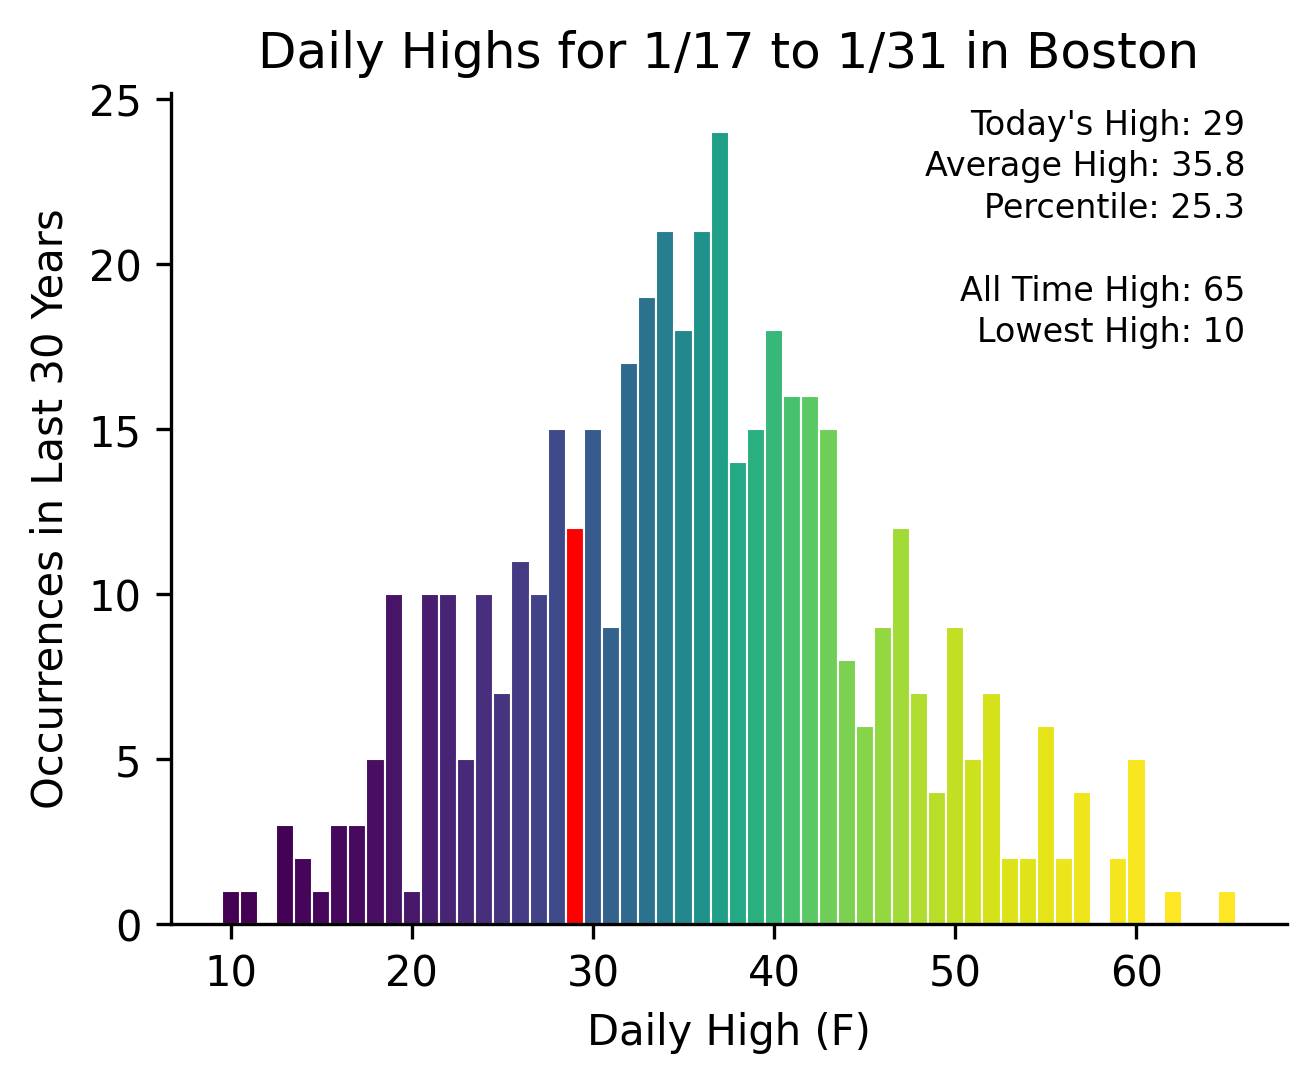 Daily Highs for 1/17 to 1/31 in Boston
Today's High: 29
Average High: 35.8
Percentile: 25.3
All Time High: 65
Lowest High: 10
Occurrences in Last 30 Years
25
20
15
10
5
0
10 20 30 40 50 60
Daily High (F)